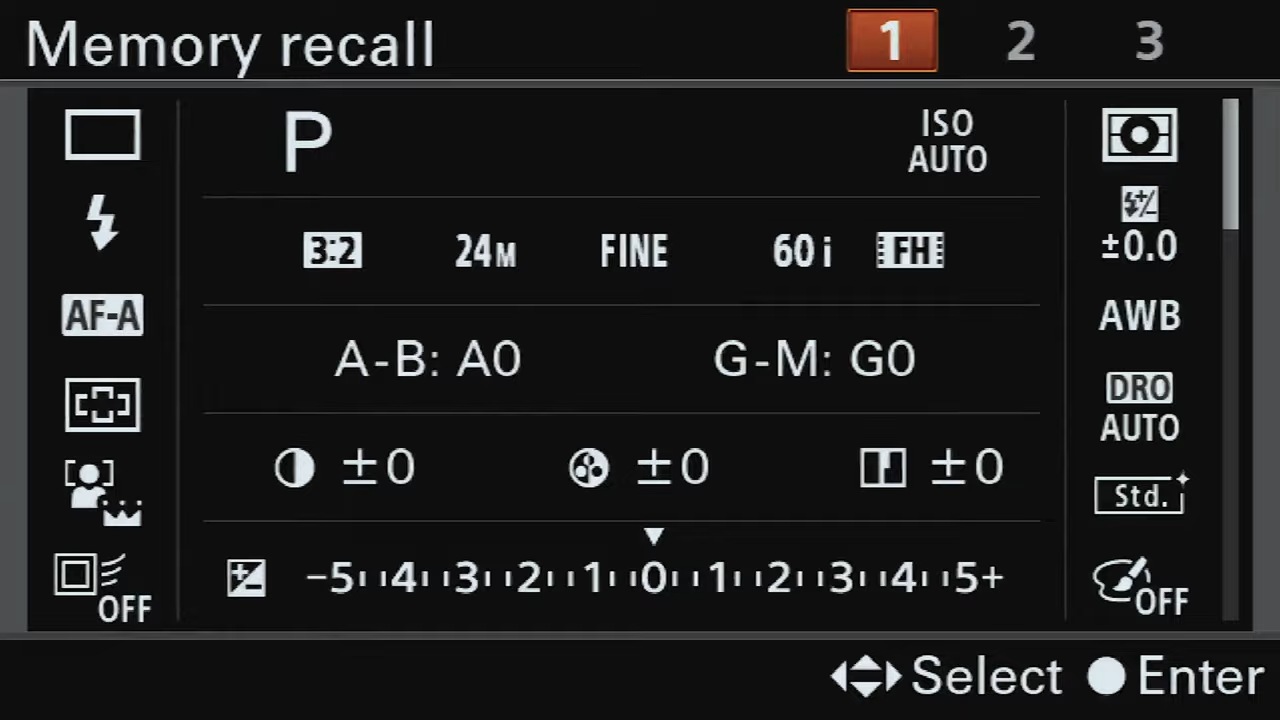 Memory recall 1 2 3
P ISO AUTO
±0.0
3:2 24M FINE 60i FH
AF-A AWB
A-B: A0 G-M: G0
DRO AUTO
±0 ±0 ±0
Std.
−5 4 3 2 1 0 1 2 3 4 5+
OFF OFF
Select Enter